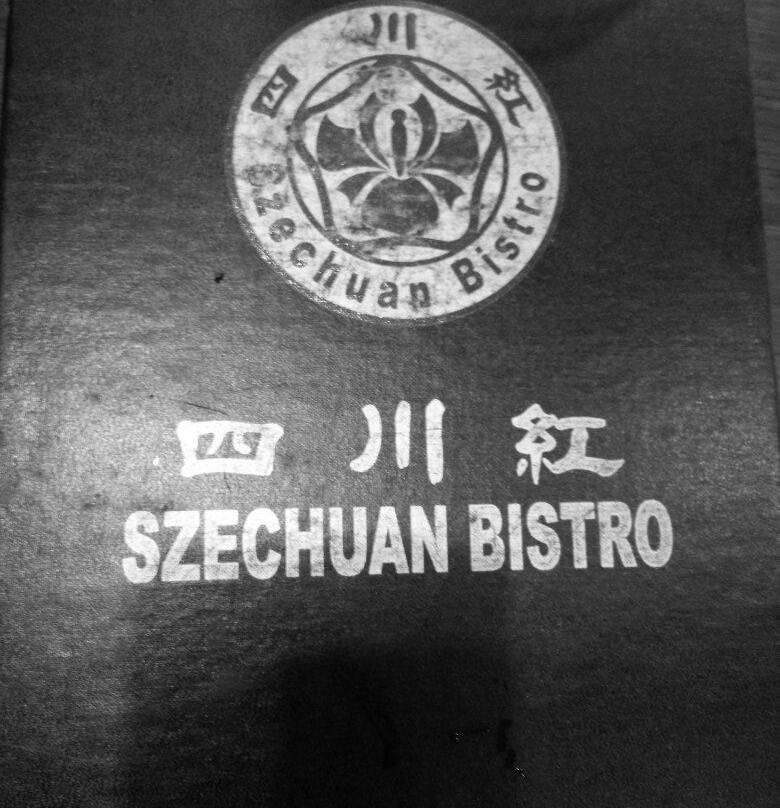 四川紅
Szechuan Bistro
四川紅
SZECHUAN BISTRO